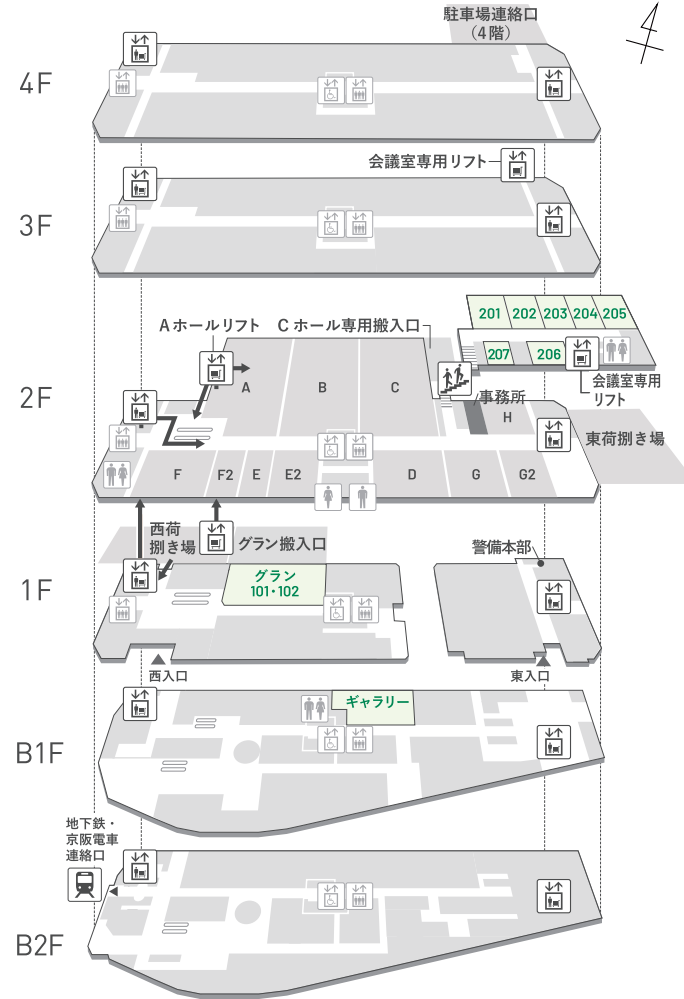 駐車場連絡口
(4階)
4F
会議室専用リフト
3F
201
202
203
204
205
Aホールリフト
Cホール専用搬入口
207
206
会議室専用
リフト
2F
A
B
C
事務所
H
東荷捌き場
F
F2
E
E2
D
G
G2
西荷
捌き場
グラン搬入口
警備本部
1F
グラン
101・102
西入口
東入口
ギャラリー
B1F
地下鉄・
京阪電車
連絡口
B2F